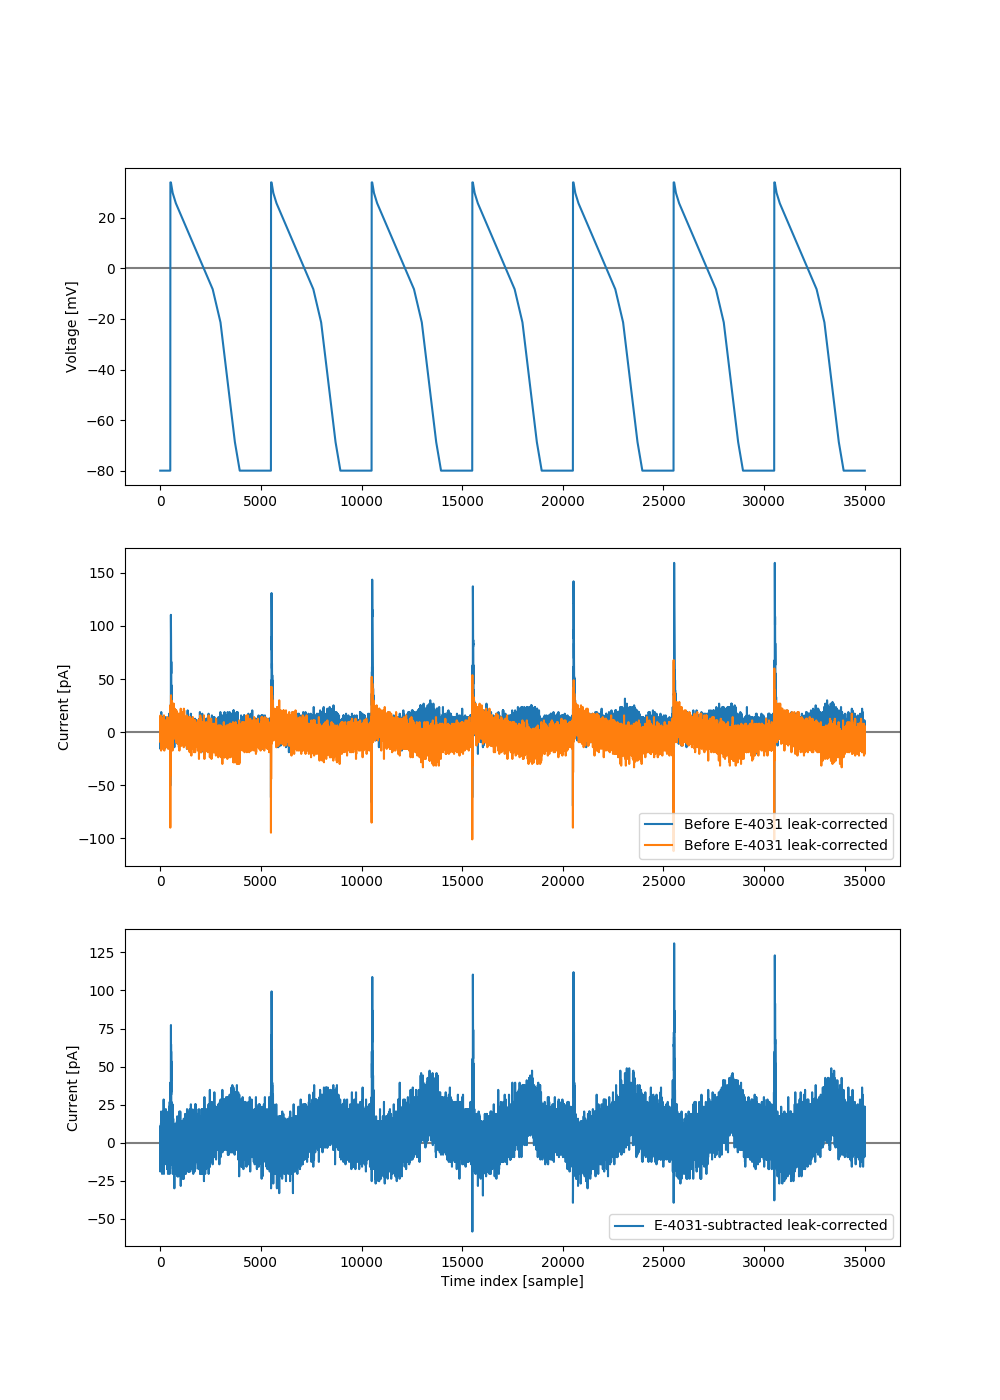 20
0
−20
−40
−60
−80
Voltage [mV]
0 5000 10000 15000 20000 25000 30000 35000
150
100
50
0
−50
−100
Current [pA]
Before E-4031 leak-corrected
Before E-4031 leak-corrected
0 5000 10000 15000 20000 25000 30000 35000
125
100
75
50
25
0
−25
−50
Current [pA]
E-4031-subtracted leak-corrected
0 5000 10000 15000 20000 25000 30000 35000
Time index [sample]